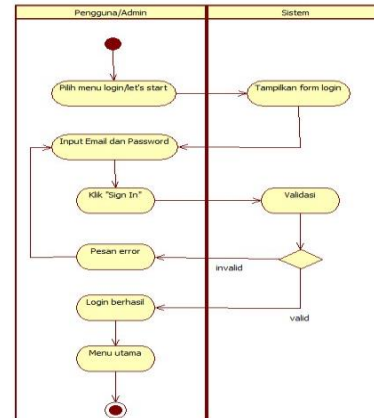 Pengguna/Admin
Sistem
Pilih menu login/let's start
Tampilkan form login
Input Email dan Password
Klik "Sign In"
Validasi
Pesan error
invalid
Login berhasil
valid
Menu utama